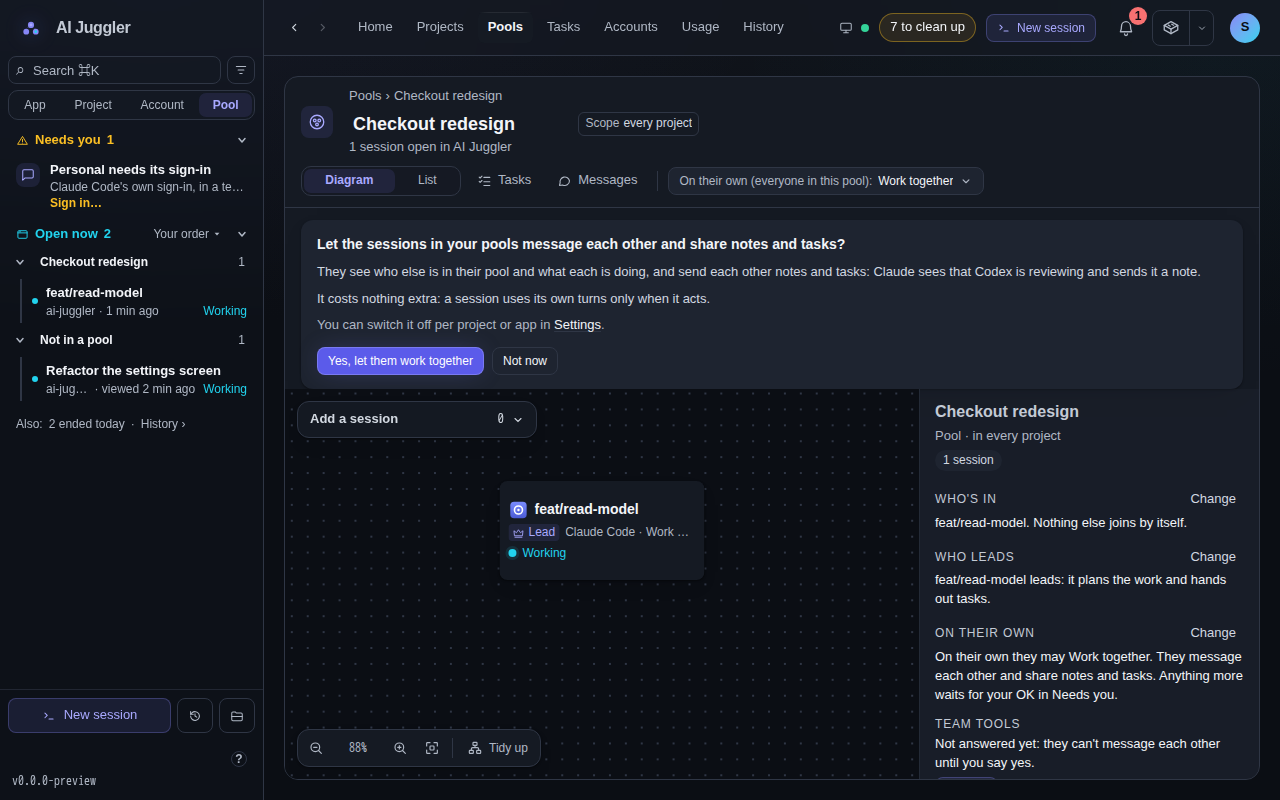 AI Juggler
Home
Projects
Pools
Tasks
Accounts
Usage
History
7 to clean up
New session
1
S
Search ⌘K
App
Project
Account
Pool
Needs you 1
Personal needs its sign-in
Claude Code's own sign-in, in a te…
Sign in…
Open now 2
Your order
Checkout redesign
1
feat/read-model
ai-juggler · 1 min ago
Working
Not in a pool
1
Refactor the settings screen
ai-jug… · viewed 2 min ago
Working
Also: 2 ended today · History ›
New session
?
v0.0.0-preview
Pools › Checkout redesign
Checkout redesign
Scope every project
1 session open in AI Juggler
Diagram
List
Tasks
Messages
On their own (everyone in this pool): Work together
Let the sessions in your pools message each other and share notes and tasks?
They see who else is in their pool and what each is doing, and send each other notes and tasks: Claude sees that Codex is reviewing and sends it a note.
It costs nothing extra: a session uses its own turns only when it acts.
You can switch it off per project or app in Settings.
Yes, let them work together
Not now
Add a session
0
feat/read-model
Lead
Claude Code · Work …
Working
88%
Tidy up
Checkout redesign
Pool · in every project
1 session
WHO'S IN
Change
feat/read-model. Nothing else joins by itself.
WHO LEADS
Change
feat/read-model leads: it plans the work and hands
out tasks.
ON THEIR OWN
Change
On their own they may Work together. They message
each other and share notes and tasks. Anything more
waits for your OK in Needs you.
TEAM TOOLS
Not answered yet: they can't message each other
until you say yes.